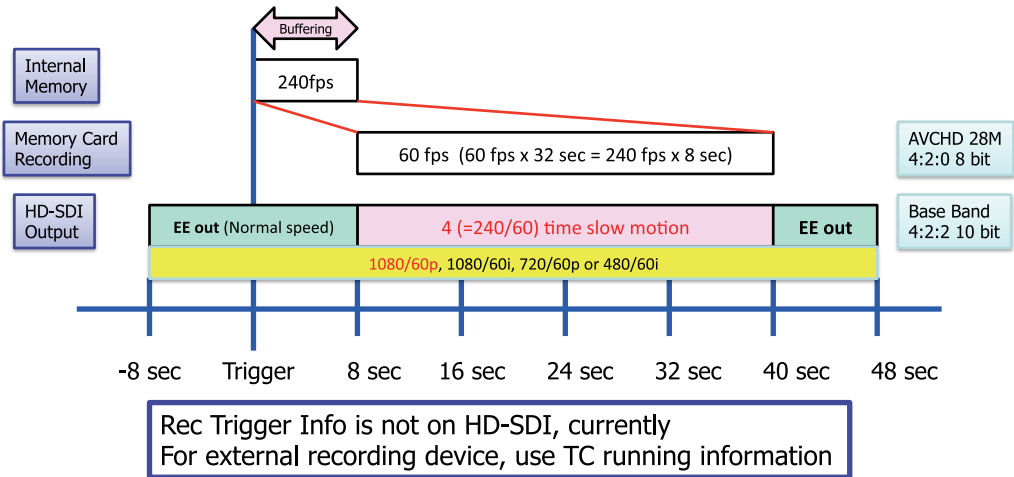 Buffering
Internal
Memory
240fps
Memory Card
Recording
60 fps (60 fps x 32 sec = 240 fps x 8 sec)
AVCHD 28M
4:2:0 8 bit
HD-SDI
Output
EE out (Normal speed)
4 (=240/60) time slow motion
EE out
Base Band
4:2:2 10 bit
1080/60p, 1080/60i, 720/60p or 480/60i
-8 sec
Trigger
8 sec
16 sec
24 sec
32 sec
40 sec
48 sec
Rec Trigger Info is not on HD-SDI, currently
For external recording device, use TC running information